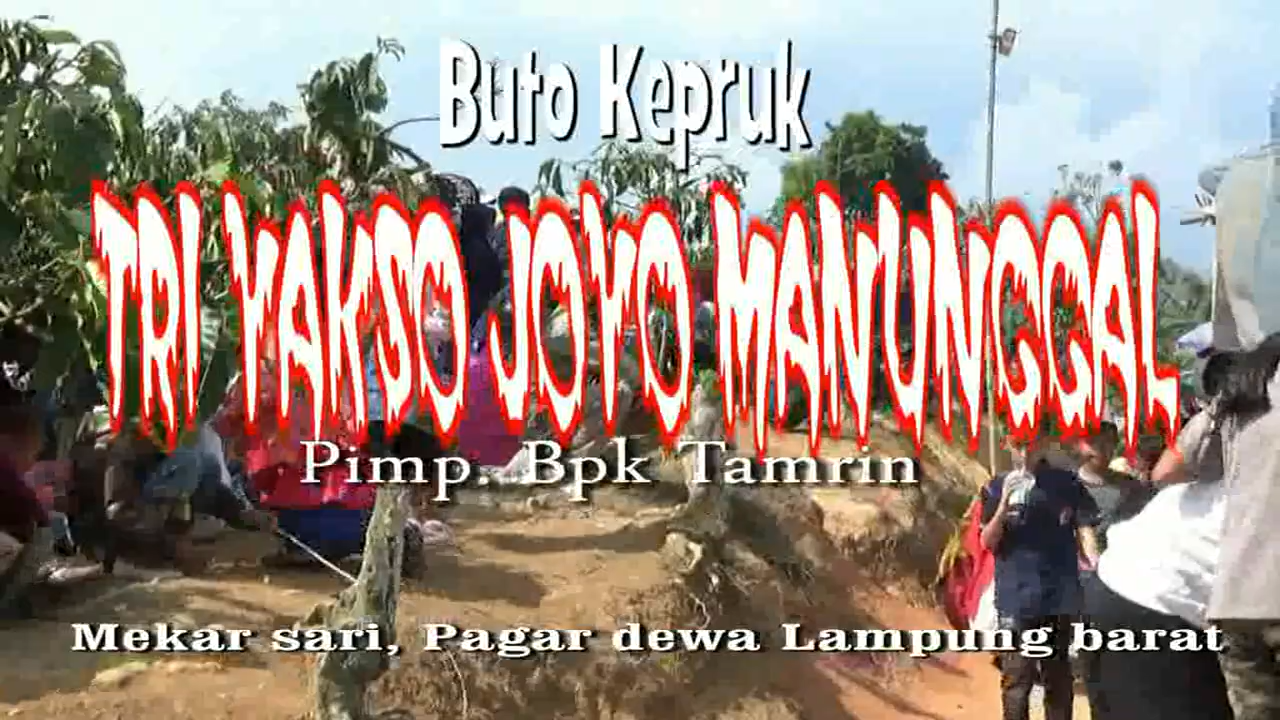 Buto Kepruk
TRI YAKSO JOYO MANUNGGAL
Pimp. Bpk Tamrin
Mekar sari, Pagar dewa Lampung barat